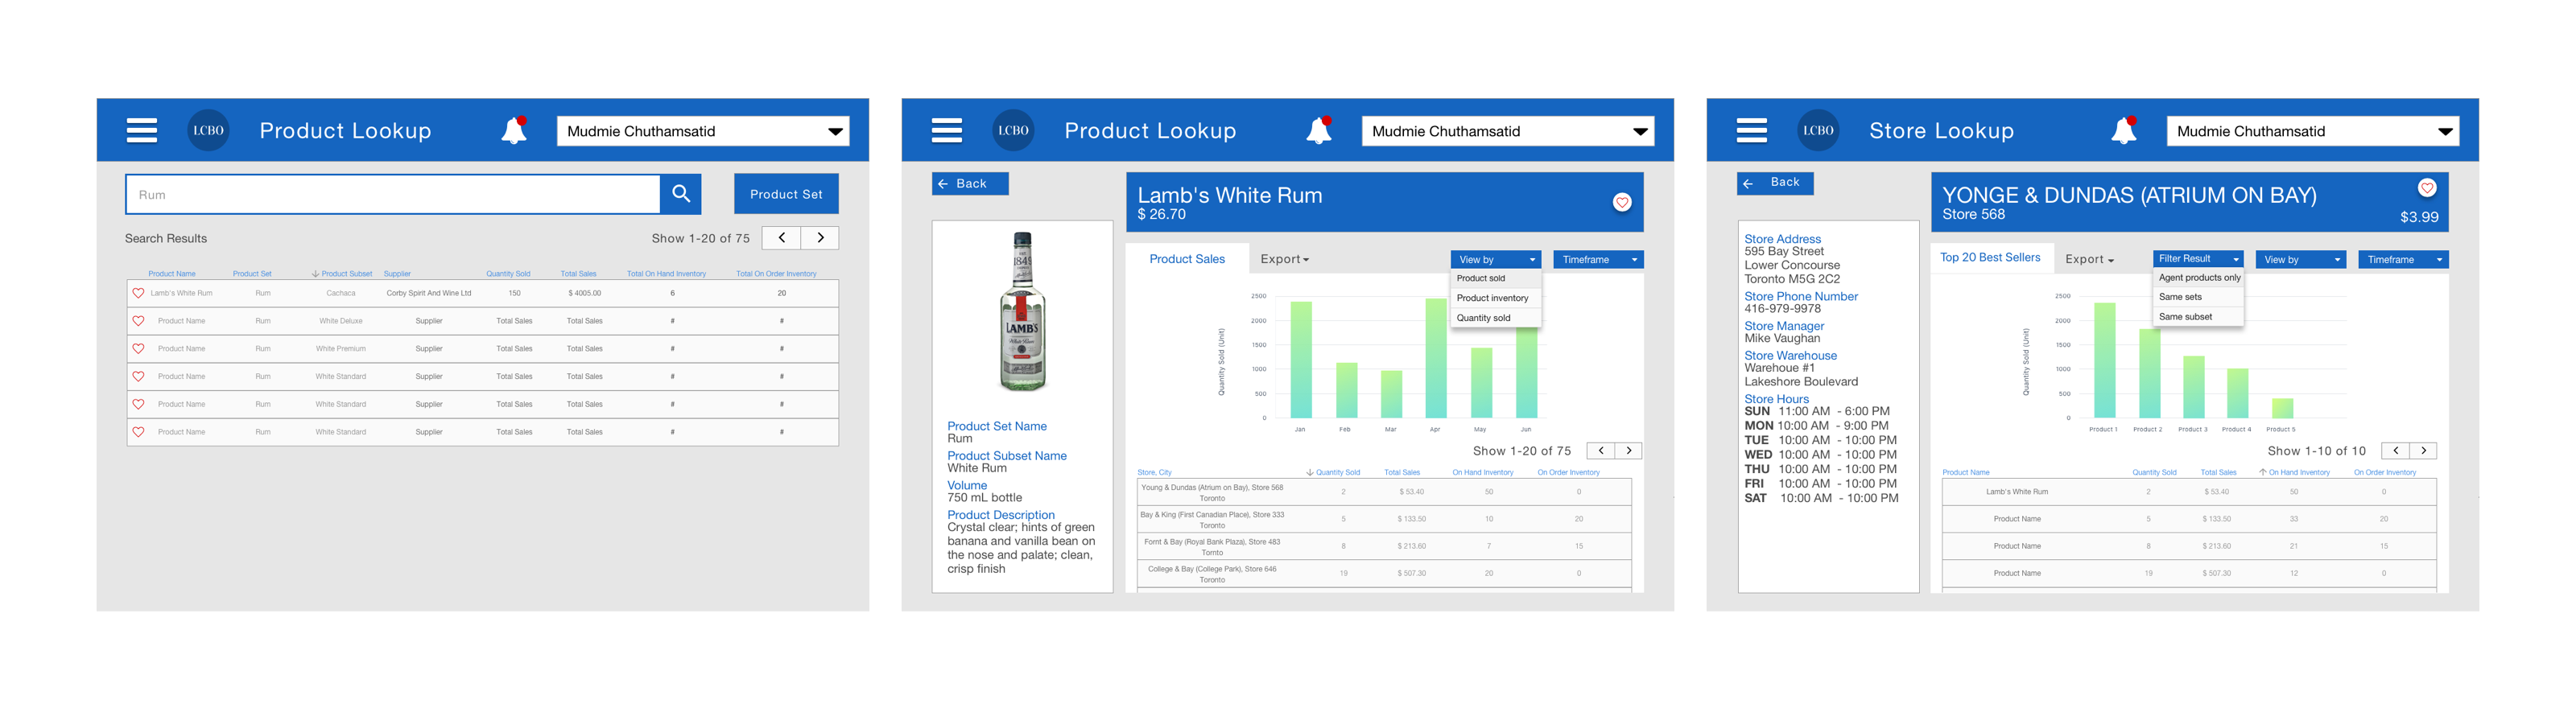 LCBO
Product Lookup
Mudmie Chuthamsatid
Rum
Product Set
Search Results
Show 1-20 of 75
Product Name Product Set Product Subset Supplier Quantity Sold Total Sales Total On Hand Inventory Total On Order Inventory
Lamb's White Rum Rum Cachaca Corby Spirit And Wine Ltd 150 $ 4005.00 6 20
Product Name Rum White Deluxe Supplier Total Sales Total Sales # #
Product Name Rum White Premium Supplier Total Sales Total Sales # #
Product Name Rum White Standard Supplier Total Sales Total Sales # #
Product Name Rum White Standard Supplier Total Sales Total Sales # #
Product Name Rum White Standard Supplier Total Sales Total Sales # #
LCBO
Product Lookup
Mudmie Chuthamsatid
Back
Lamb's White Rum
$ 26.70
LAMB'S
White Rum
Product Set Name
Rum
Product Subset Name
White Rum
Volume
750 mL bottle
Product Description
Crystal clear; hints of green
banana and vanilla bean on
the nose and palate; clean,
crisp finish
Product Sales
Export
View by
Timeframe
Product sold
Product inventory
Quantity sold
Quantity Sold (Unit)
2500
2000
1500
1000
500
0
Jan Feb Mar Apr May Jun
Show 1-20 of 75
Store, City Quantity Sold Total Sales On Hand Inventory On Order Inventory
Young & Dundas (Atrium on Bay), Store 568
Toronto
2 $ 53.40 50 0
Bay & King (First Canadian Place), Store 333
Toronto
5 $ 133.50 10 20
Fornt & Bay (Royal Bank Plaza), Store 483
Tornto
8 $ 213.60 7 15
College & Bay (College Park), Store 646
Toronto
19 $ 507.30 20 0
LCBO
Store Lookup
Mudmie Chuthamsatid
Back
YONGE & DUNDAS (ATRIUM ON BAY)
Store 568
$3.99
Store Address
595 Bay Street
Lower Concourse
Toronto M5G 2C2
Store Phone Number
416-979-9978
Store Manager
Mike Vaughan
Store Warehouse
Warehoue #1
Lakeshore Boulevard
Store Hours
SUN 11:00 AM - 6:00 PM
MON 10:00 AM - 9:00 PM
TUE 10:00 AM - 10:00 PM
WED 10:00 AM - 10:00 PM
THU 10:00 AM - 10:00 PM
FRI 10:00 AM - 10:00 PM
SAT 10:00 AM - 10:00 PM
Top 20 Best Sellers
Export
Filter Result
View by
Timeframe
Agent products only
Same sets
Same subset
Quantity Sold (Unit)
2500
2000
1500
1000
500
0
Product 1 Product 2 Product 3 Product 4 Product 5
Show 1-10 of 10
Product Name Quantity Sold Total Sales On Hand Inventory On Order Inventory
Lamb's White Rum 2 $ 53.40 50 0
Product Name 5 $ 133.50 33 20
Product Name 8 $ 213.60 21 15
Product Name 19 $ 507.30 12 0